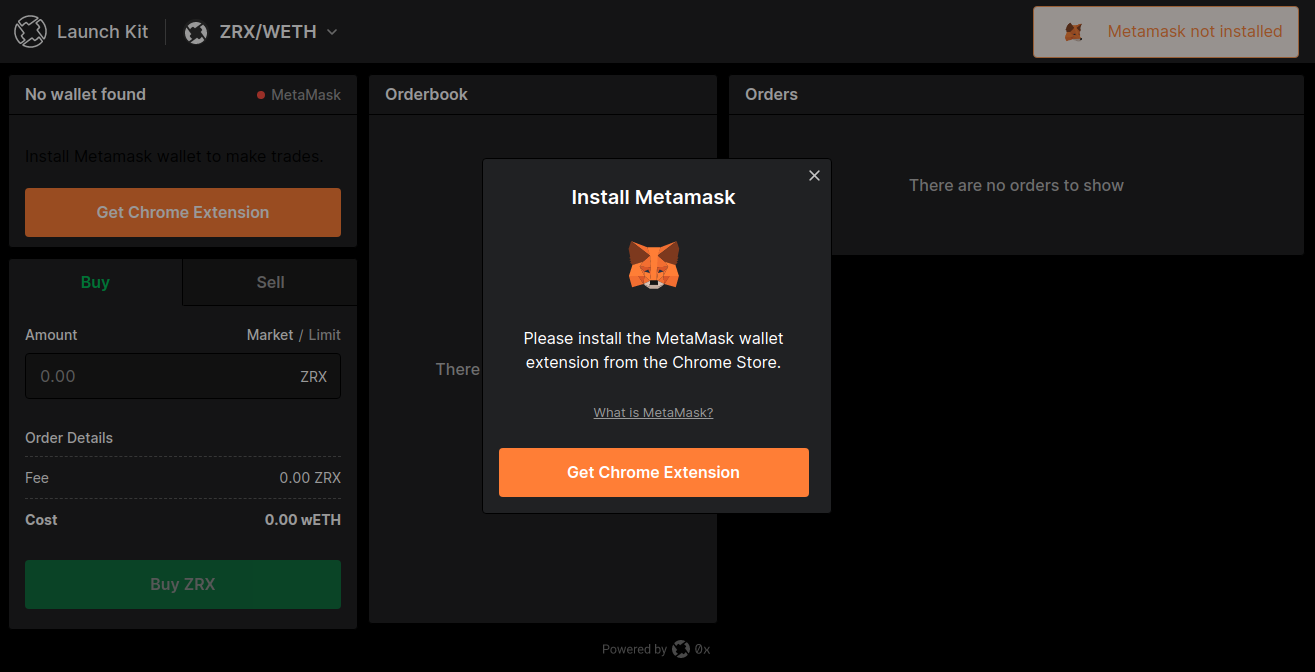 Launch Kit
ZRX/WETH
Metamask not installed
No wallet found
MetaMask
Install Metamask wallet to make trades.
Get Chrome Extension
Buy
Sell
Amount
Market / Limit
0.00
ZRX
Order Details
Fee
0.00 ZRX
Cost
0.00 wETH
Buy ZRX
Orderbook
There
Orders
There are no orders to show
Install Metamask
Please install the MetaMask wallet
extension from the Chrome Store.
What is MetaMask?
Get Chrome Extension
Powered by 0x